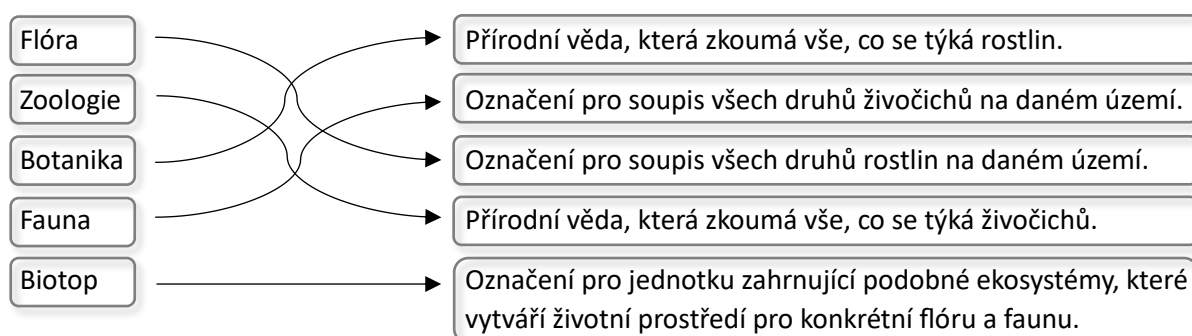 Flóra
Přírodní věda, která zkoumá vše, co se týká rostlin.
Zoologie
Označení pro soupis všech druhů živočichů na daném území.
Botanika
Označení pro soupis všech druhů rostlin na daném území.
Fauna
Přírodní věda, která zkoumá vše, co se týká živočichů.
Biotop
Označení pro jednotku zahrnující podobné ekosystémy, které
vytváří životní prostředí pro konkrétní flóru a faunu.